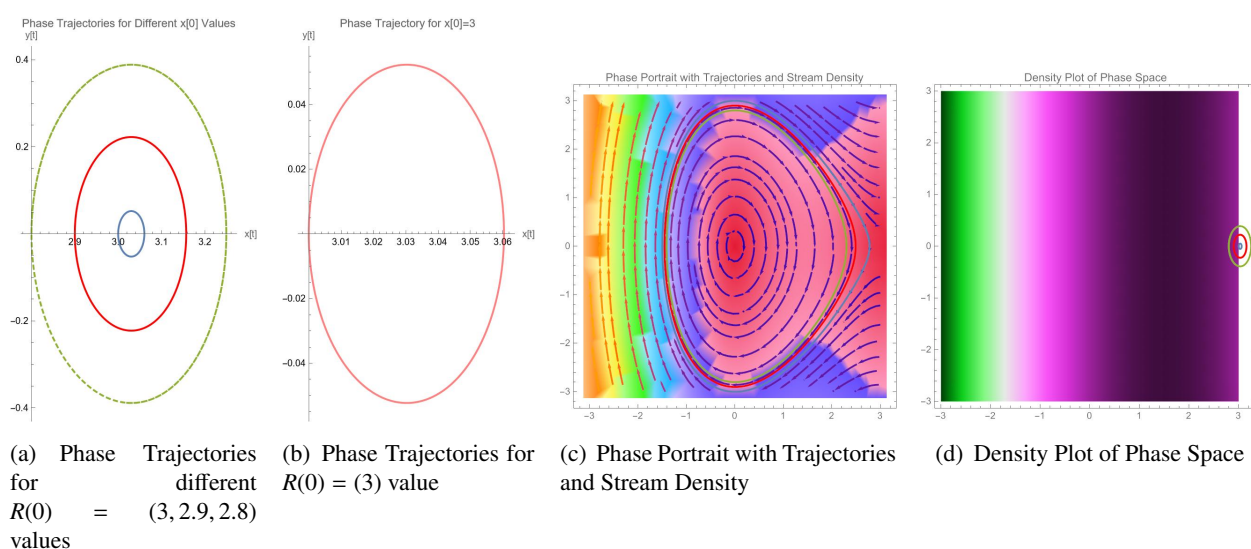 Phase Trajectories for Different x[0] Values
y[t]
0.4
0.2
2.9
3.0
3.1
3.2
x[t]
−0.2
−0.4
Phase Trajectory for x[0]=3
y[t]
0.04
0.02
3.01
3.02
3.03
3.04
3.05
3.06
x[t]
−0.02
−0.04
Phase Portrait with Trajectories and Stream Density
3
2
1
0
−1
−2
−3
−3 −2 −1 0 1 2 3
Density Plot of Phase Space
3
2
1
0
−1
−2
−3
−3 −2 −1 0 1 2 3
(a) Phase Trajectories
for different
R(0) = (3, 2.9, 2.8)
values
(b) Phase Trajectories for
R(0) = (3) value
(c) Phase Portrait with Trajectories
and Stream Density
(d) Density Plot of Phase Space